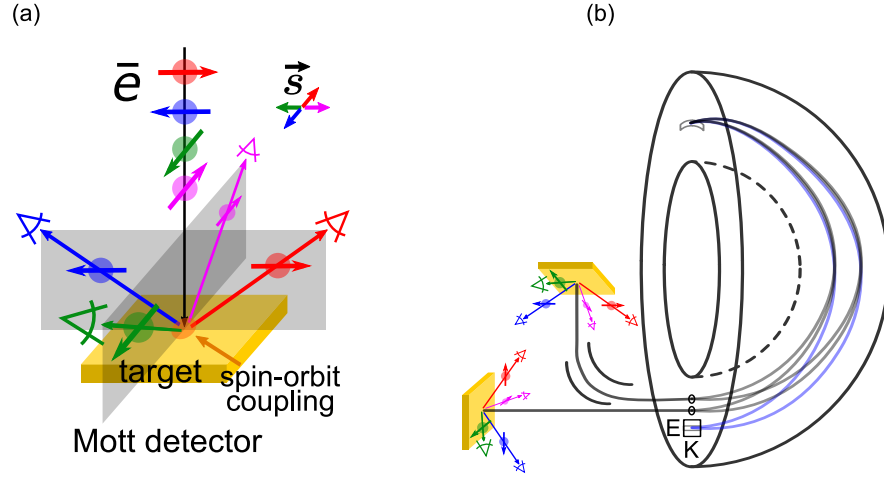 (a)
(b)
ē
s⃗
target
spin-orbit
coupling
Mott detector
E
K